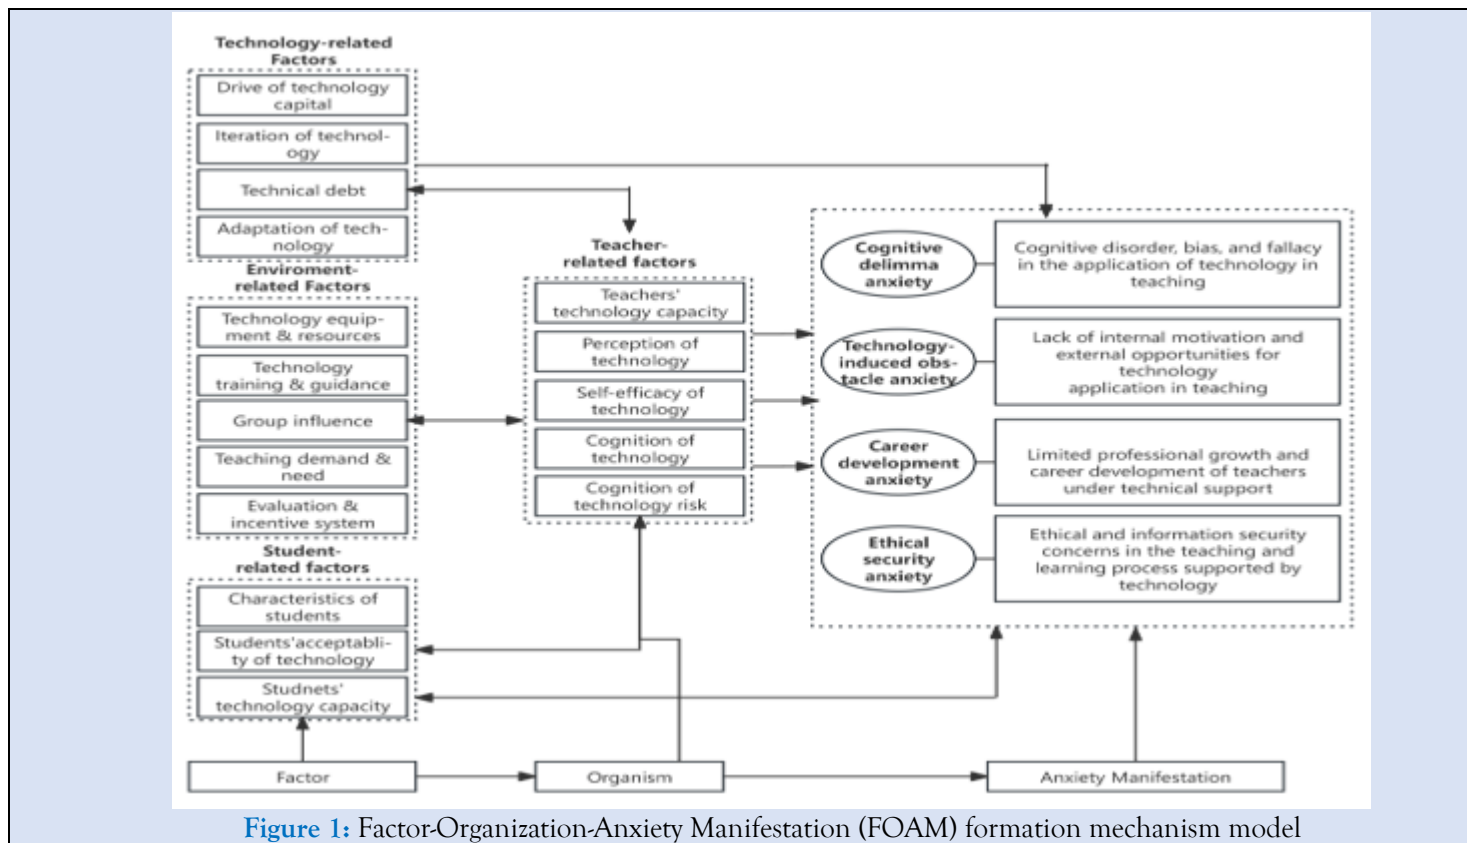 Technology-related
Factors
Drive of technology
capital
Iteration of technol-
ogy
Technical debt
Adaptation of tech-
nology
Enviroment-
related Factors
Technology equip-
ment & resources
Technology
training & guidance
Group influence
Teaching demand &
need
Evaluation &
incentive system
Student-
related factors
Characteristics of
students
Students'acceptabli-
ty of technology
Studnets'
technology capacity
Teacher-
related factors
Teachers'
technology capacity
Perception of
technology
Self-efficacy of
technology
Cognition of
technology
Cognition of
technology risk
Cognitive
delimma
anxiety
Cognitive disorder, bias, and fallacy
in the application of technology in
teaching
Technology-
induced obs-
tacle anxiety
Lack of internal motivation and
external opportunities for
technology
application in teaching
Career
development
anxiety
Limited professional growth and
career development of teachers
under technical support
Ethical
security
anxiety
Ethical and information security
concerns in the teaching and
learning process supported by
technology
Factor
Organism
Anxiety Manifestation
Figure 1: Factor-Organization-Anxiety Manifestation (FOAM) formation mechanism model